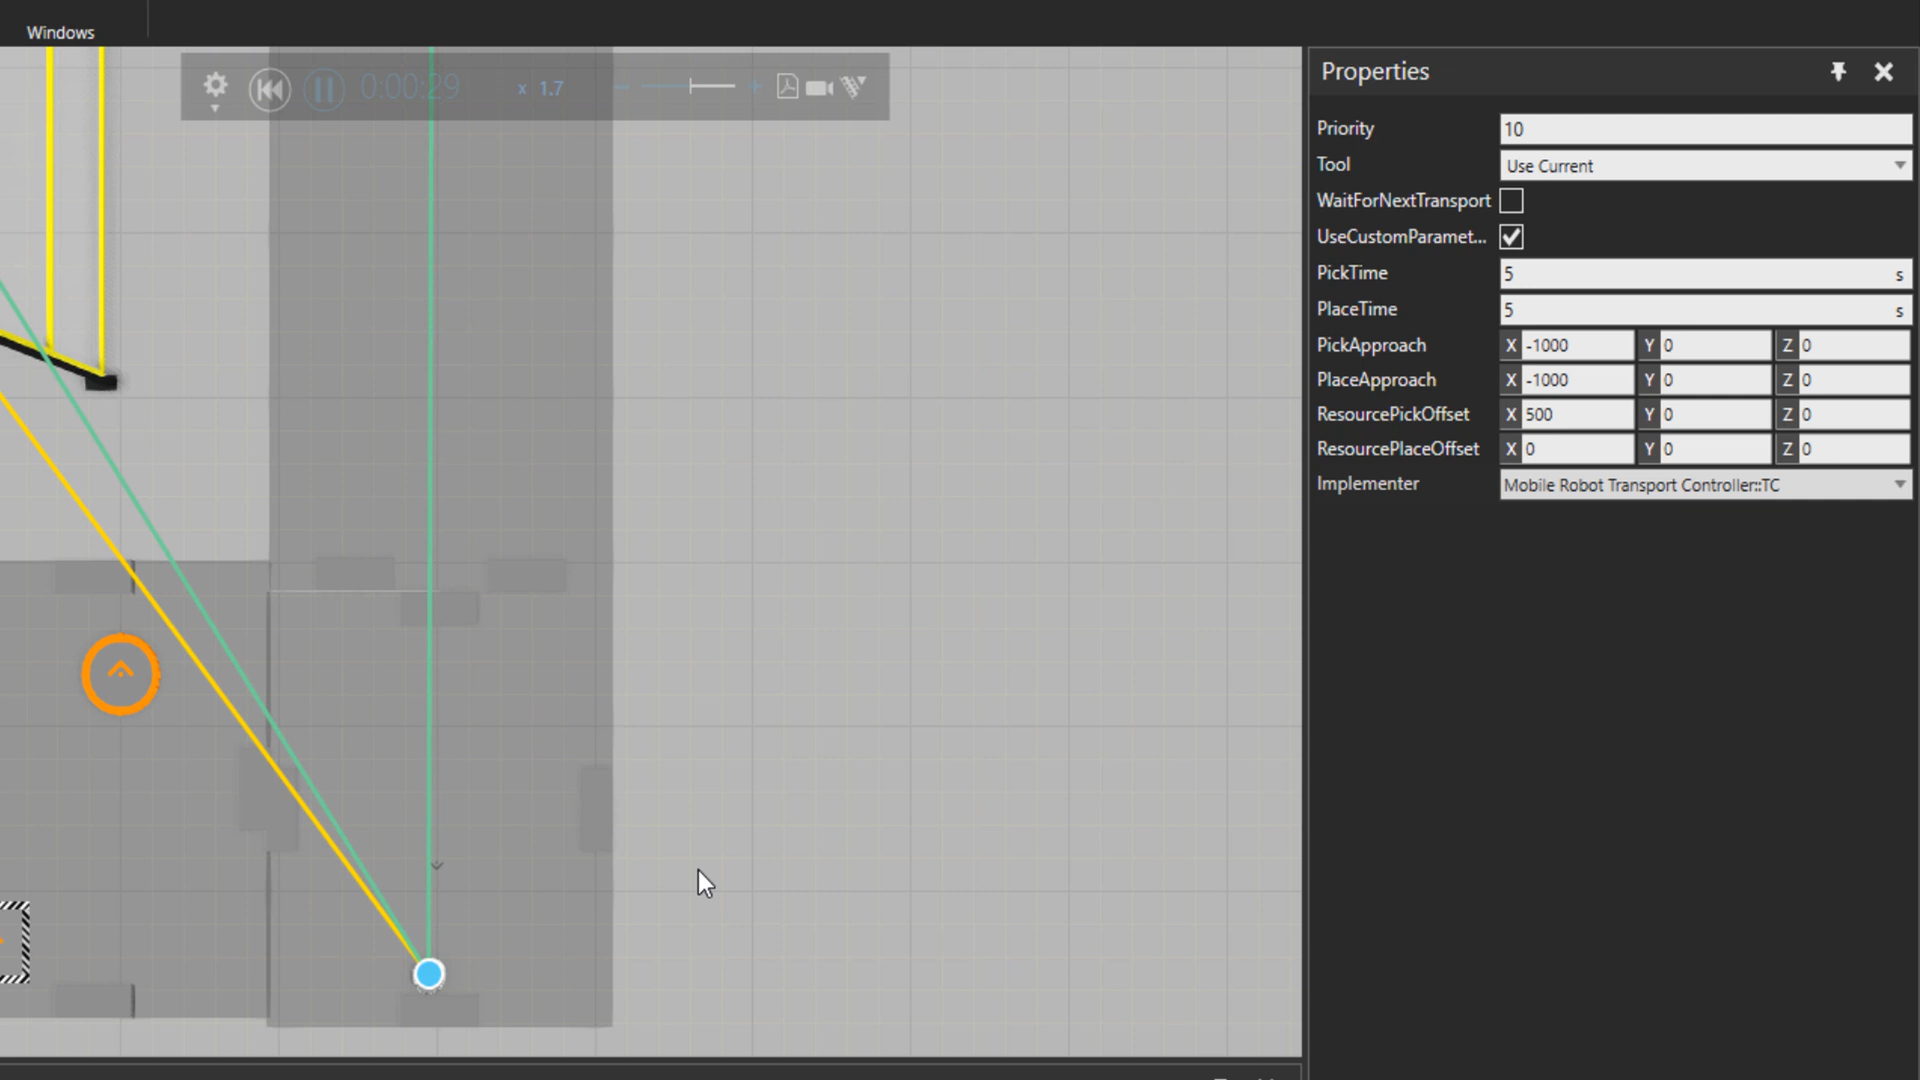 Windows
0:00:29 x 1.7
Properties
Priority 10
Tool Use Current
WaitForNextTransport
UseCustomParamet...
PickTime 5 s
PlaceTime 5 s
PickApproach X -1000 Y 0 Z 0
PlaceApproach X -1000 Y 0 Z 0
ResourcePickOffset X 500 Y 0 Z 0
ResourcePlaceOffset X 0 Y 0 Z 0
Implementer Mobile Robot Transport Controller::TC